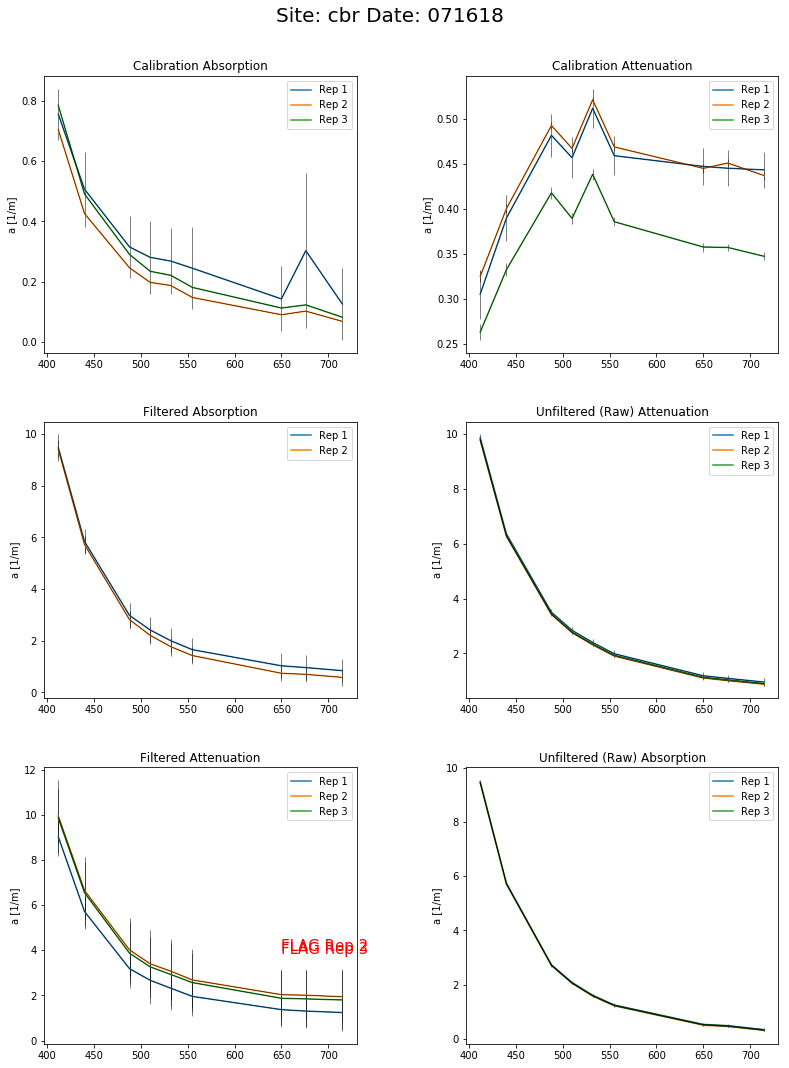 Site: cbr Date: 071618
Calibration Absorption
a [1/m]
0.8
0.6
0.4
0.2
0.0
400 450 500 550 600 650 700
Rep 1
Rep 2
Rep 3
Calibration Attenuation
a [1/m]
0.50
0.45
0.40
0.35
0.30
0.25
400 450 500 550 600 650 700
Rep 1
Rep 2
Rep 3
Filtered Absorption
a [1/m]
10
8
6
4
2
0
400 450 500 550 600 650 700
Rep 1
Rep 2
Unfiltered (Raw) Attenuation
a [1/m]
10
8
6
4
2
400 450 500 550 600 650 700
Rep 1
Rep 2
Rep 3
Filtered Attenuation
a [1/m]
12
10
8
6
4
2
0
400 450 500 550 600 650 700
Rep 1
Rep 2
Rep 3
FLAG Rep 2
FLAG Rep 3
Unfiltered (Raw) Absorption
a [1/m]
10
8
6
4
2
0
400 450 500 550 600 650 700
Rep 1
Rep 2
Rep 3